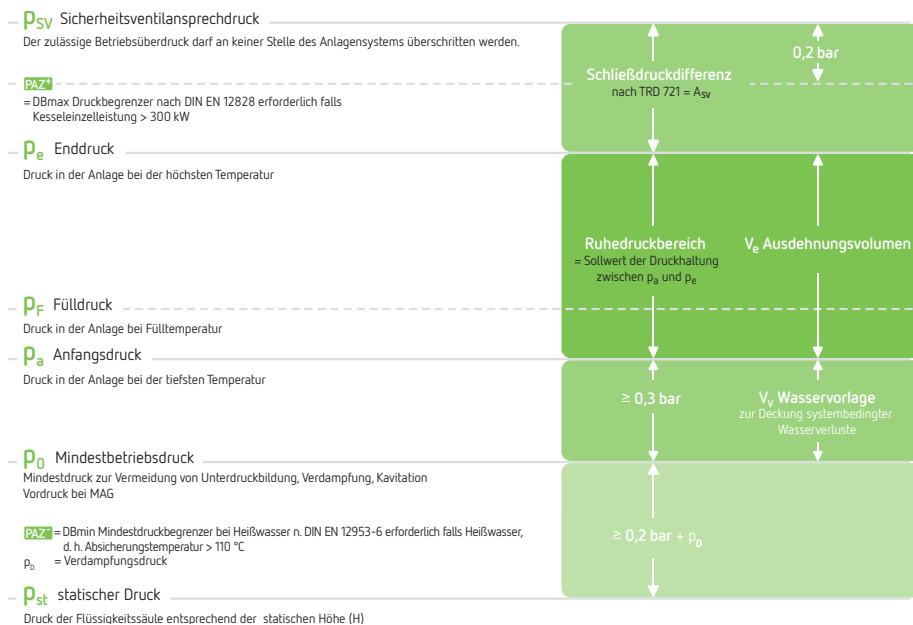 pSV Sicherheitsventilansprechdruck
Der zulässige Betriebsüberdruck darf an keiner Stelle des Anlagensystems überschritten werden.
PAZ+
= DBmax Druckbegrenzer nach DIN EN 12828 erforderlich falls
Kesseleinzelleistung > 300 kW
Schließdruckdifferenz
nach TRD 721 = ASV
0,2 bar
pe Enddruck
Druck in der Anlage bei der höchsten Temperatur
Ruhedruckbereich
= Sollwert der Druckhaltung
zwischen pa und pe
Ve Ausdehnungsvolumen
pF Fülldruck
Druck in der Anlage bei Fülltemperatur
pa Anfangsdruck
Druck in der Anlage bei der tiefsten Temperatur
≥ 0,3 bar
VV Wasservorlage
zur Deckung systembedingter
Wasserverluste
p0 Mindestbetriebsdruck
Mindestdruck zur Vermeidung von Unterdruckbildung, Verdampfung, Kavitation
Vordruck bei MAG
PAZ- = DBmin Mindestdruckbegrenzer bei Heißwasser n. DIN EN 12953-6 erforderlich falls Heißwasser,
d. h. Absicherungstemperatur > 110 °C
pD = Verdampfungsdruck
≥ 0,2 bar + pD
pst statischer Druck
Druck der Flüssigkeitssäule entsprechend der statischen Höhe (H)